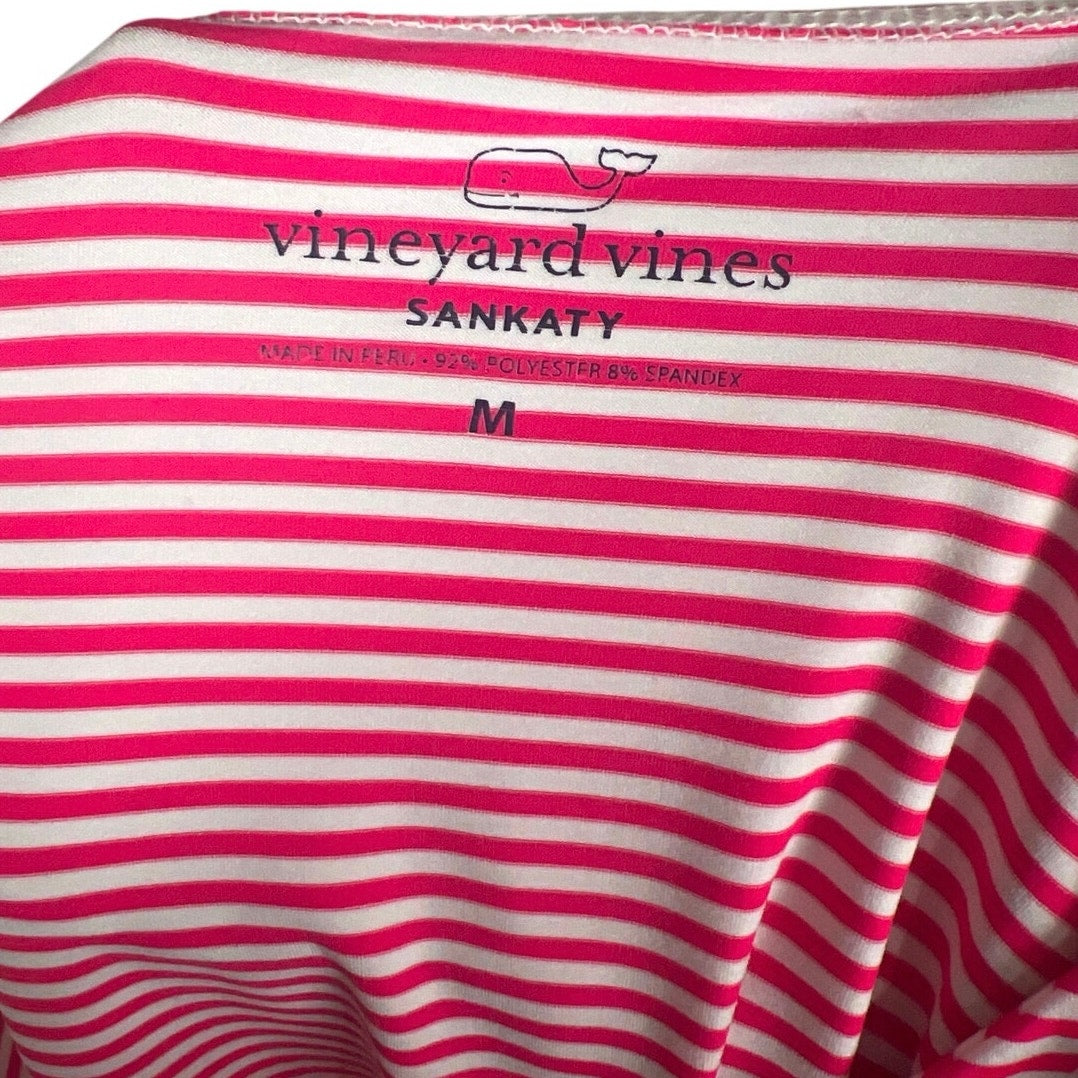 vineyard vines
SANKATY
MADE IN PERU · 92% POLYESTER 8% SPANDEX
M